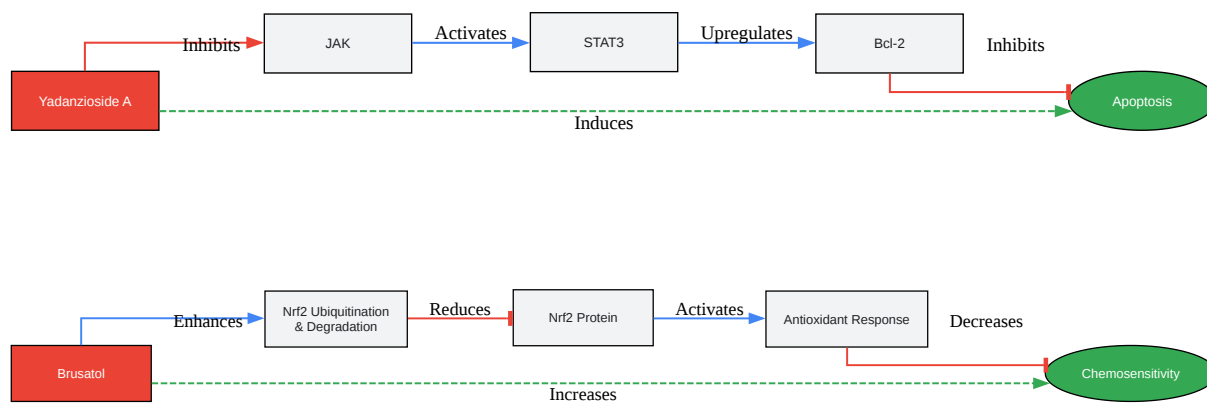 JAK
Activates
STAT3
Upregulates
Bcl-2
Inhibits
Inhibits
Yadanzioside A
Apoptosis
Induces
Enhances
Nrf2 Ubiquitination
& Degradation
Reduces
Nrf2 Protein
Activates
Antioxidant Response
Decreases
Brusatol
Chemosensitivity
Increases